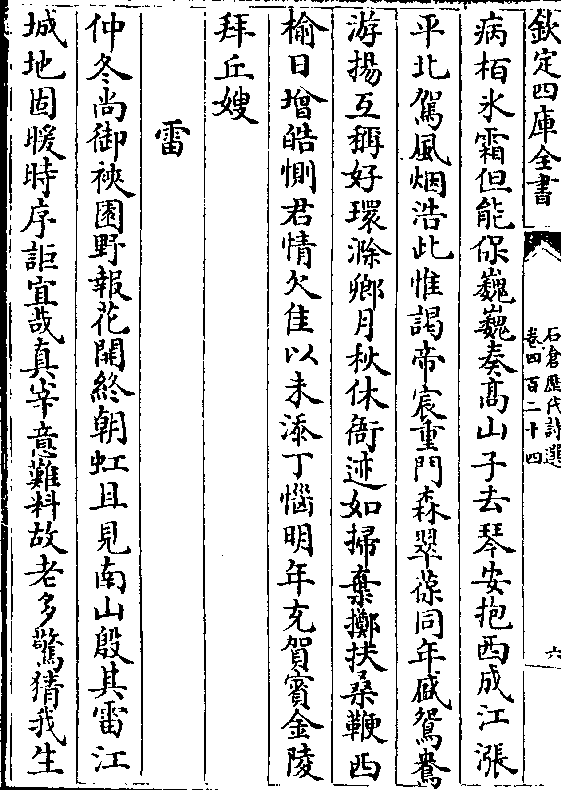 欽定四庫全書
石倉歷代詩選
卷四百二十四
六
病栢氷霜但能保巍巍奏髙山子去琴安抱西成江漲
平北駕風烟浩此惟謁帝宸重門森翠葆同年戚鴛鴦
游揚互稱好環滁鄉月秋休衙迹如掃棄擲扶桑鞭西
榆日增皓惻君情欠佳以未添丁惱明年充賀賓金陵
拜丘嫂
雷
仲冬尚御裌園野報花開終朝虹且見南山殷其雷江
城地固暖時序詎宜哉真宰意難料故老多驚猜我生